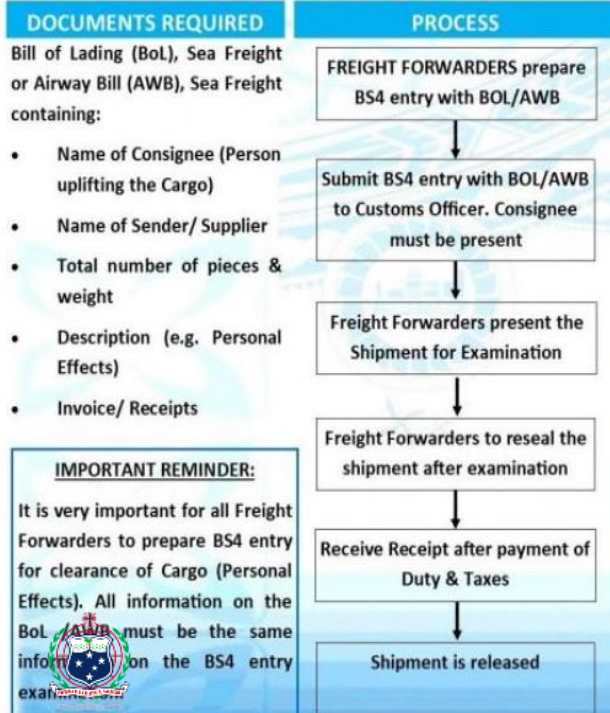 DOCUMENTS REQUIRED
Bill of Lading (BoL), Sea Freight
or Airway Bill (AWB), Sea Freight
containing:
• Name of Consignee (Person
uplifting the Cargo)
• Name of Sender/ Supplier
• Total number of pieces &
weight
• Description (e.g. Personal
Effects)
• Invoice/ Receipts
IMPORTANT REMINDER:
It is very important for all Freight
Forwarders to prepare BS4 entry
for clearance of Cargo (Personal
Effects). All information on the
BoL /AWB must be the same
on the BS4 entry
PROCESS
FREIGHT FORWARDERS prepare
BS4 entry with BOL/AWB
Submit BS4 entry with BOL/AWB
to Customs Officer. Consignee
must be present
Freight Forwarders present the
Shipment for Examination
Freight Forwarders to reseal the
shipment after examination
Receive Receipt after payment of
Duty & Taxes
Shipment is released